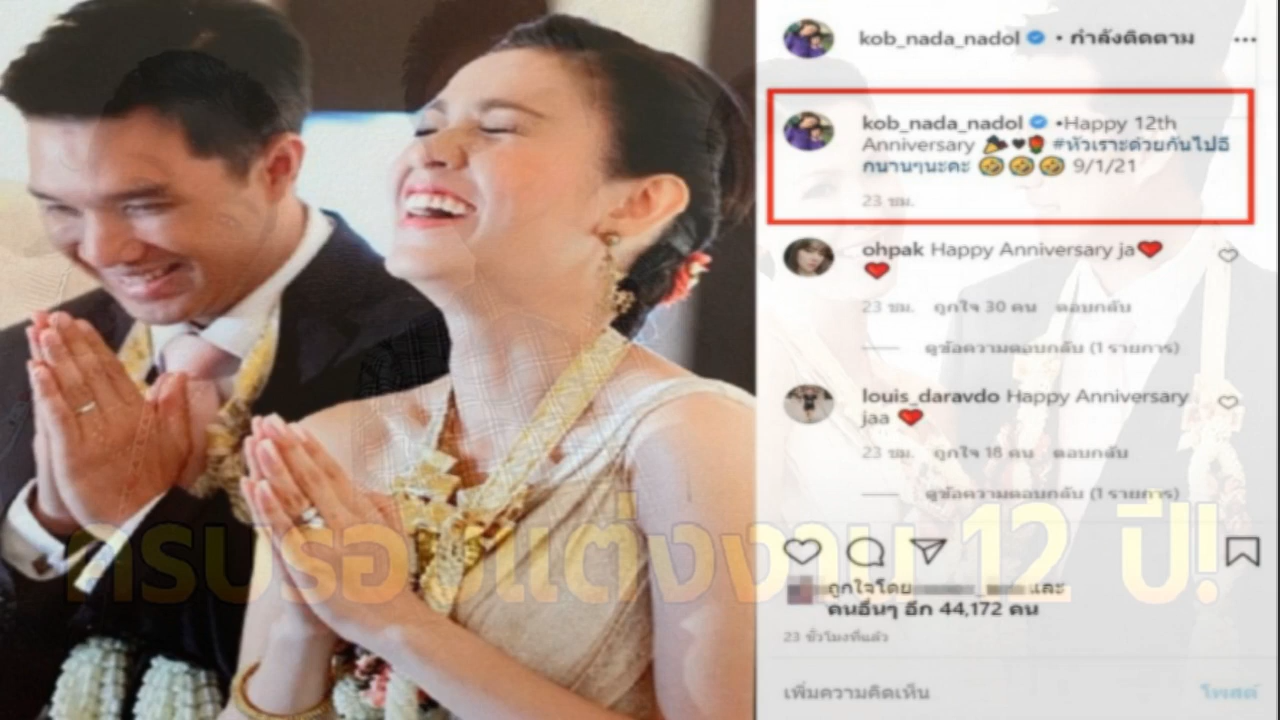 kob_nada_nadol • กำลังติดตาม
kob_nada_nadol •Happy 12th
Anniversary 🎉♥🌹 #หัวเราะด้วยกันไปอี
กนานๆนะคะ 🤣🤣🤣 9/1/21
23 ชม.
ohpak Happy Anniversary ja❤️
❤️
23 ชม. ถูกใจ 30 คน ตอบกลับ
ดูข้อความตอบกลับ (1 รายการ)
louis_daravdo Happy Anniversary
jaa ❤️
23 ชม. ถูกใจ 18 คน ตอบกลับ
ดูข้อความตอบกลับ (1 รายการ)
ครบรอบแต่งงาน 12 ปี!
ถูกใจโดย และ
คนอื่นๆ อีก 44,172 คน
23 ชั่วโมงที่แล้ว
เพิ่มความคิดเห็น โพสต์